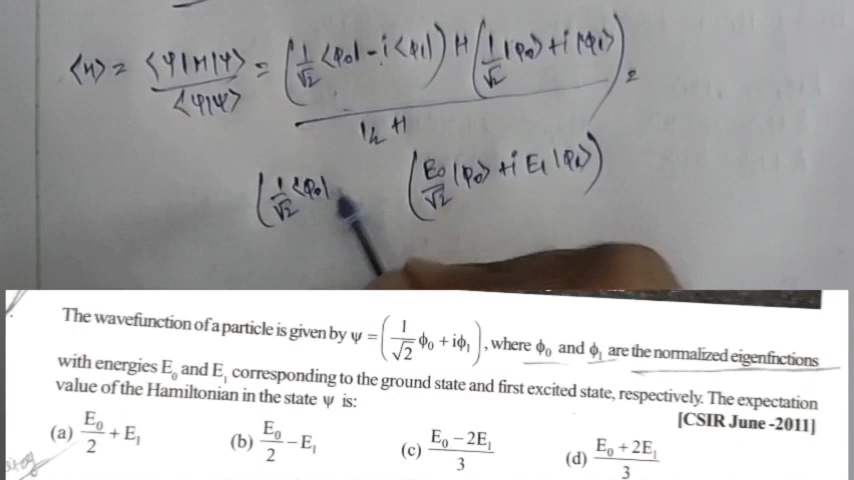 ⟨H⟩ = ⟨ψ|H|ψ⟩ / ⟨ψ|ψ⟩ = (1/√2 ⟨φ₀| - i⟨φ₁|) H (1/√2 |φ₀⟩ + i|φ₁⟩) / ½ + 1 =
(1/√2 ⟨φ₀| (E₀/√2 |φ₀⟩ + i E₁ |φ₁⟩)
The wavefunction of a particle is given by ψ = (1/√2 ϕ₀ + iϕ₁), where ϕ₀ and ϕ₁ are the normalized eigenfnctions
with energies E₀ and E₁ corresponding to the ground state and first excited state, respectively. The expectation
value of the Hamiltonian in the state ψ is:
[CSIR June -2011]
(a) E₀/2 + E₁ (b) E₀/2 − E₁ (c) (E₀ − 2E₁)/3 (d) (E₀ + 2E₁)/3